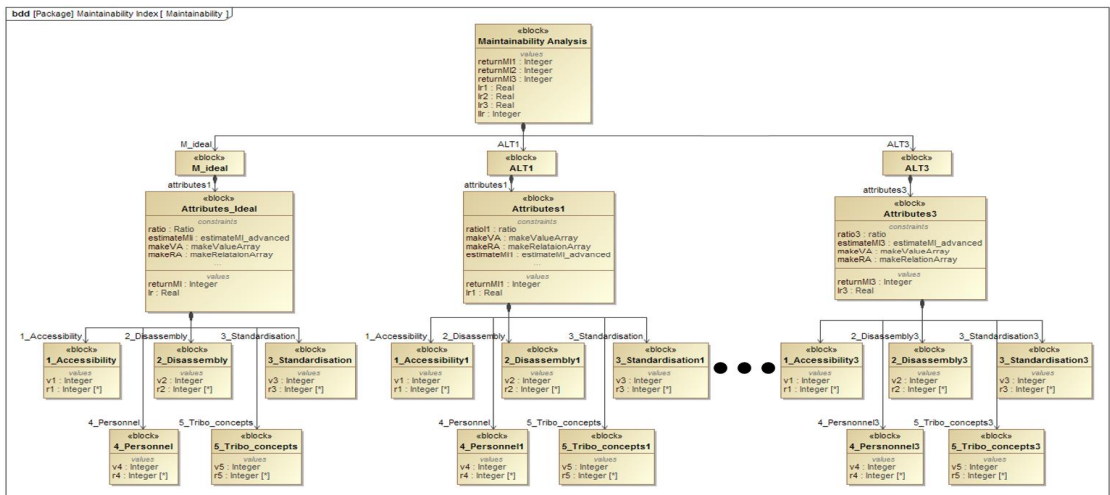 bdd [Package] Maintainability Index [ Maintainability ]
«block»
Maintainability Analysis
values
returnMI1 : Integer
returnMI2 : Integer
returnMI3 : Integer
Ir1 : Real
Ir2 : Real
Ir3 : Real
IIr : Integer
M_ideal
ALT1
ALT3
«block»
M_ideal
«block»
ALT1
«block»
ALT3
attributes1
attributes1
attributes3
«block»
Attributes_Ideal
constraints
ratio : Ratio
estimateMIi : estimateMI_advanced
makeVA : makeValueArray
makeRA : makeRelataionArray
...
values
returnMI : Integer
Ir : Real
«block»
Attributes1
constraints
ratioI1 : ratio
makeVA : makeValueArray
makeRA : makeRelataionArray
estimateMI1 : estimateMI_advanced
...
values
returnMI1 : Integer
Ir1 : Real
«block»
Attributes3
constraints
ratio3 : ratio
estimateMI3 : estimateMI_advanced
makeVA : makeValueArray
makeRA : makeRelationArray
values
returnMI3 : Integer
Ir3 : Real
1_Accessibility
2_Disassembly
3_Standardisation
«block»
1_Accessibility
values
v1 : Integer
r1 : Integer [*]
«block»
2_Disassembly
values
v2 : Integer
r2 : Integer [*]
«block»
3_Standardisation
values
v3 : Integer
r3 : Integer [*]
4_Personnel
5_Tribo_concepts
«block»
4_Personnel
values
v4 : Integer
r4 : Integer [*]
«block»
5_Tribo_concepts
values
v5 : Integer
r5 : Integer [*]
1_Accessibility
2_Disassembly
3_Standardisation
«block»
1_Accessibility1
values
v1 : Integer
r1 : Integer [*]
«block»
2_Disassembly1
values
v2 : Integer
r2 : Integer [*]
«block»
3_Standardisation1
values
v3 : Integer
r3 : Integer [*]
4_Personnel
5_Tribo_concepts
«block»
4_Personnel1
values
v4 : Integer
r4 : Integer [*]
«block»
5_Tribo_concepts1
values
v5 : Integer
r5 : Integer [*]
1_Accessibility3
2_Disassembly3
3_Standardisation3
«block»
1_Accessibility3
values
v1 : Integer
r1 : Integer [*]
«block»
2_Disassembly3
values
v2 : Integer
r2 : Integer [*]
«block»
3_Standardisation3
values
v3 : Integer
r3 : Integer [*]
4_Persronnel3
5_Tribo_concepts3
«block»
4_Persnonnel3
values
v4 : Integer
r4 : Integer [*]
«block»
5_Tribo_concepts3
values
v5 : Integer
r5 : Integer [*]